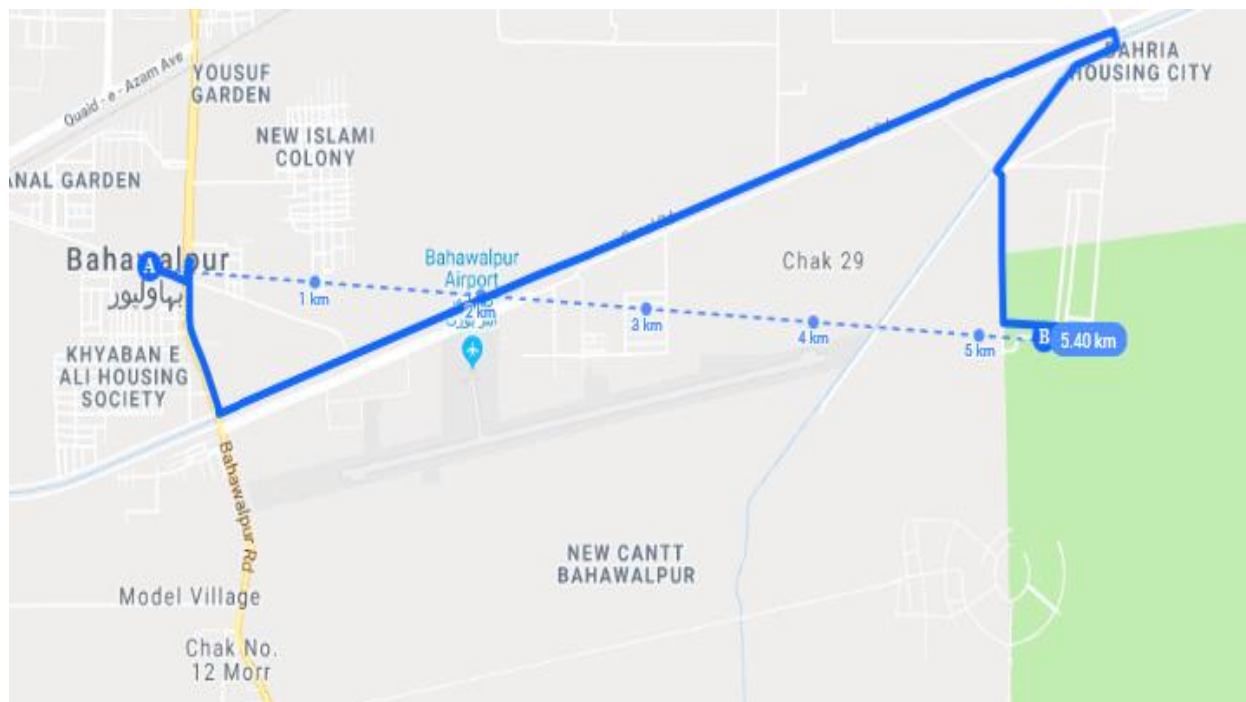 Quaid - e - Azam Ave
YOUSUF
GARDEN
NEW ISLAMI
COLONY
ANAL GARDEN
BAHRIA
HOUSING CITY
Bahawalpur
بہاولپور
A
Bahawalpur
Airport
Chak 29
1 km
2 km
3 km
4 km
5 km
B
5.40 km
KHYABAN E
ALI HOUSING
SOCIETY
Bahawalpur Rd
NEW CANTT
BAHAWALPUR
Model Village
Chak No.
12 Morr